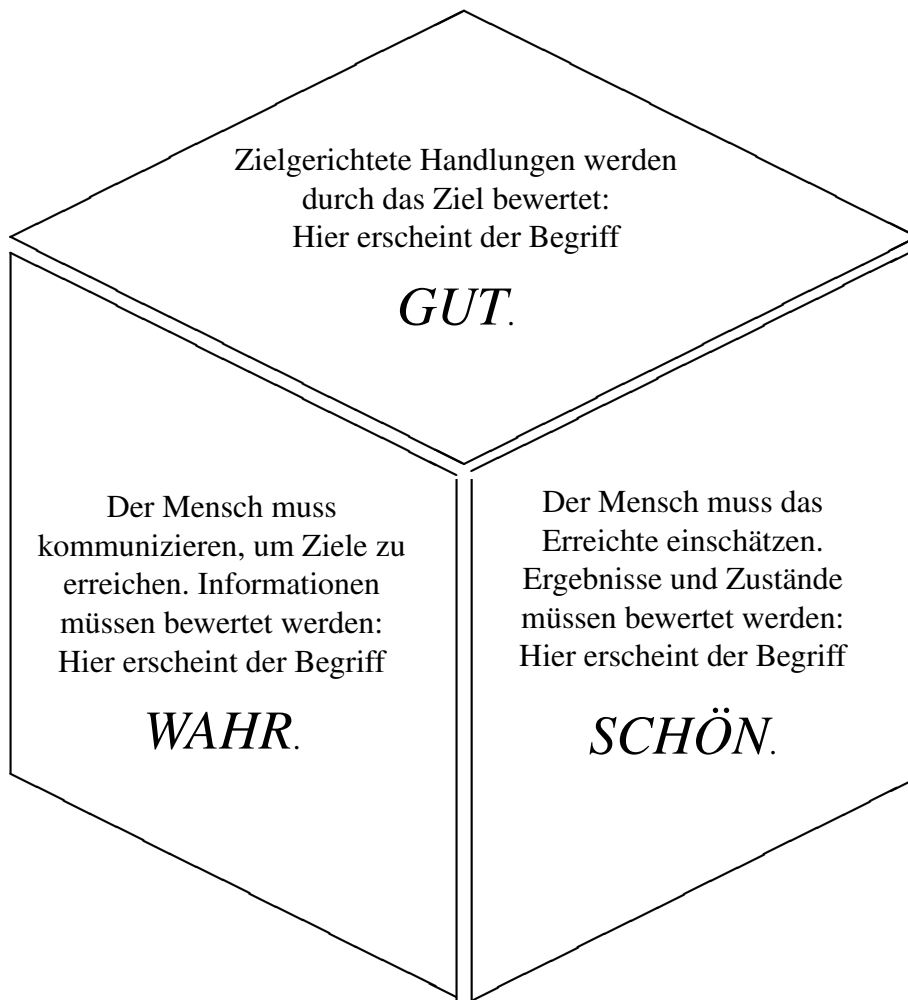 Zielgerichtete Handlungen werden
durch das Ziel bewertet:
Hier erscheint der Begriff
GUT.
Der Mensch muss
kommunizieren, um Ziele zu
erreichen. Informationen
müssen bewertet werden:
Hier erscheint der Begriff
WAHR.
Der Mensch muss das
Erreichte einschätzen.
Ergebnisse und Zustände
müssen bewertet werden:
Hier erscheint der Begriff
SCHÖN.